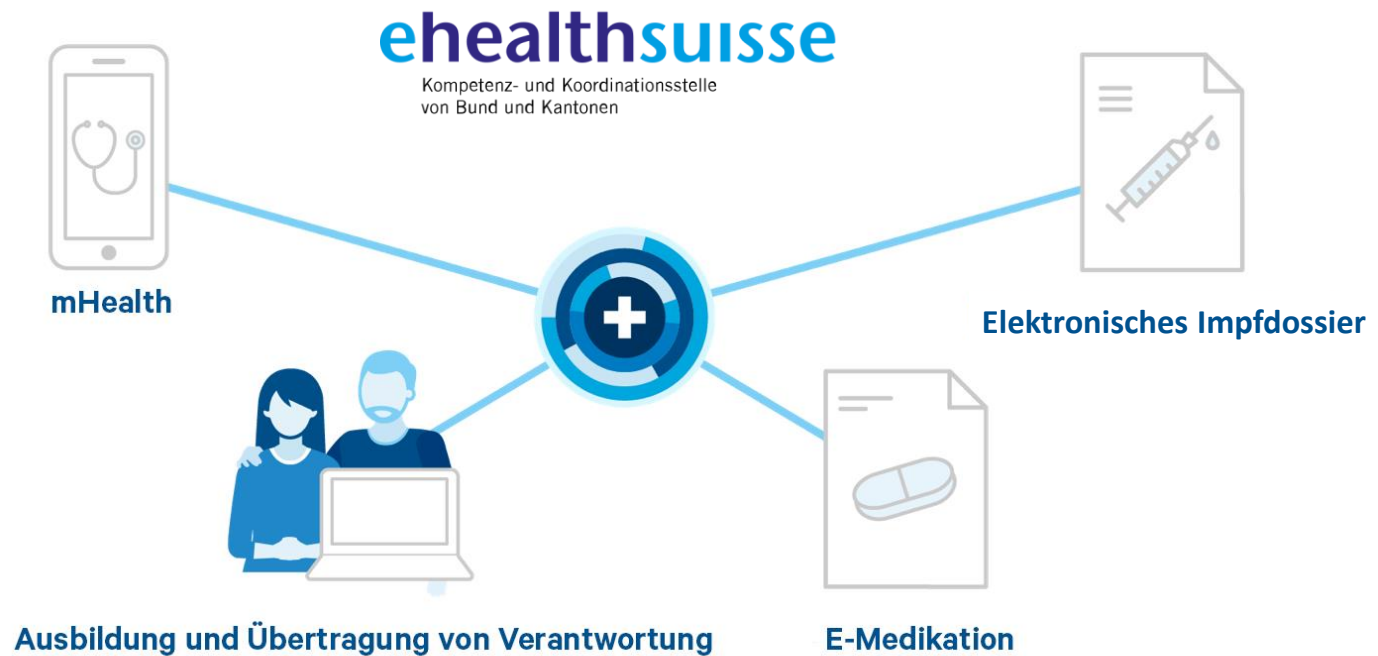 ehealthsuisse
Kompetenz- und Koordinationsstelle
von Bund und Kantonen
mHealth
Elektronisches Impfdossier
Ausbildung und Übertragung von Verantwortung
E-Medikation